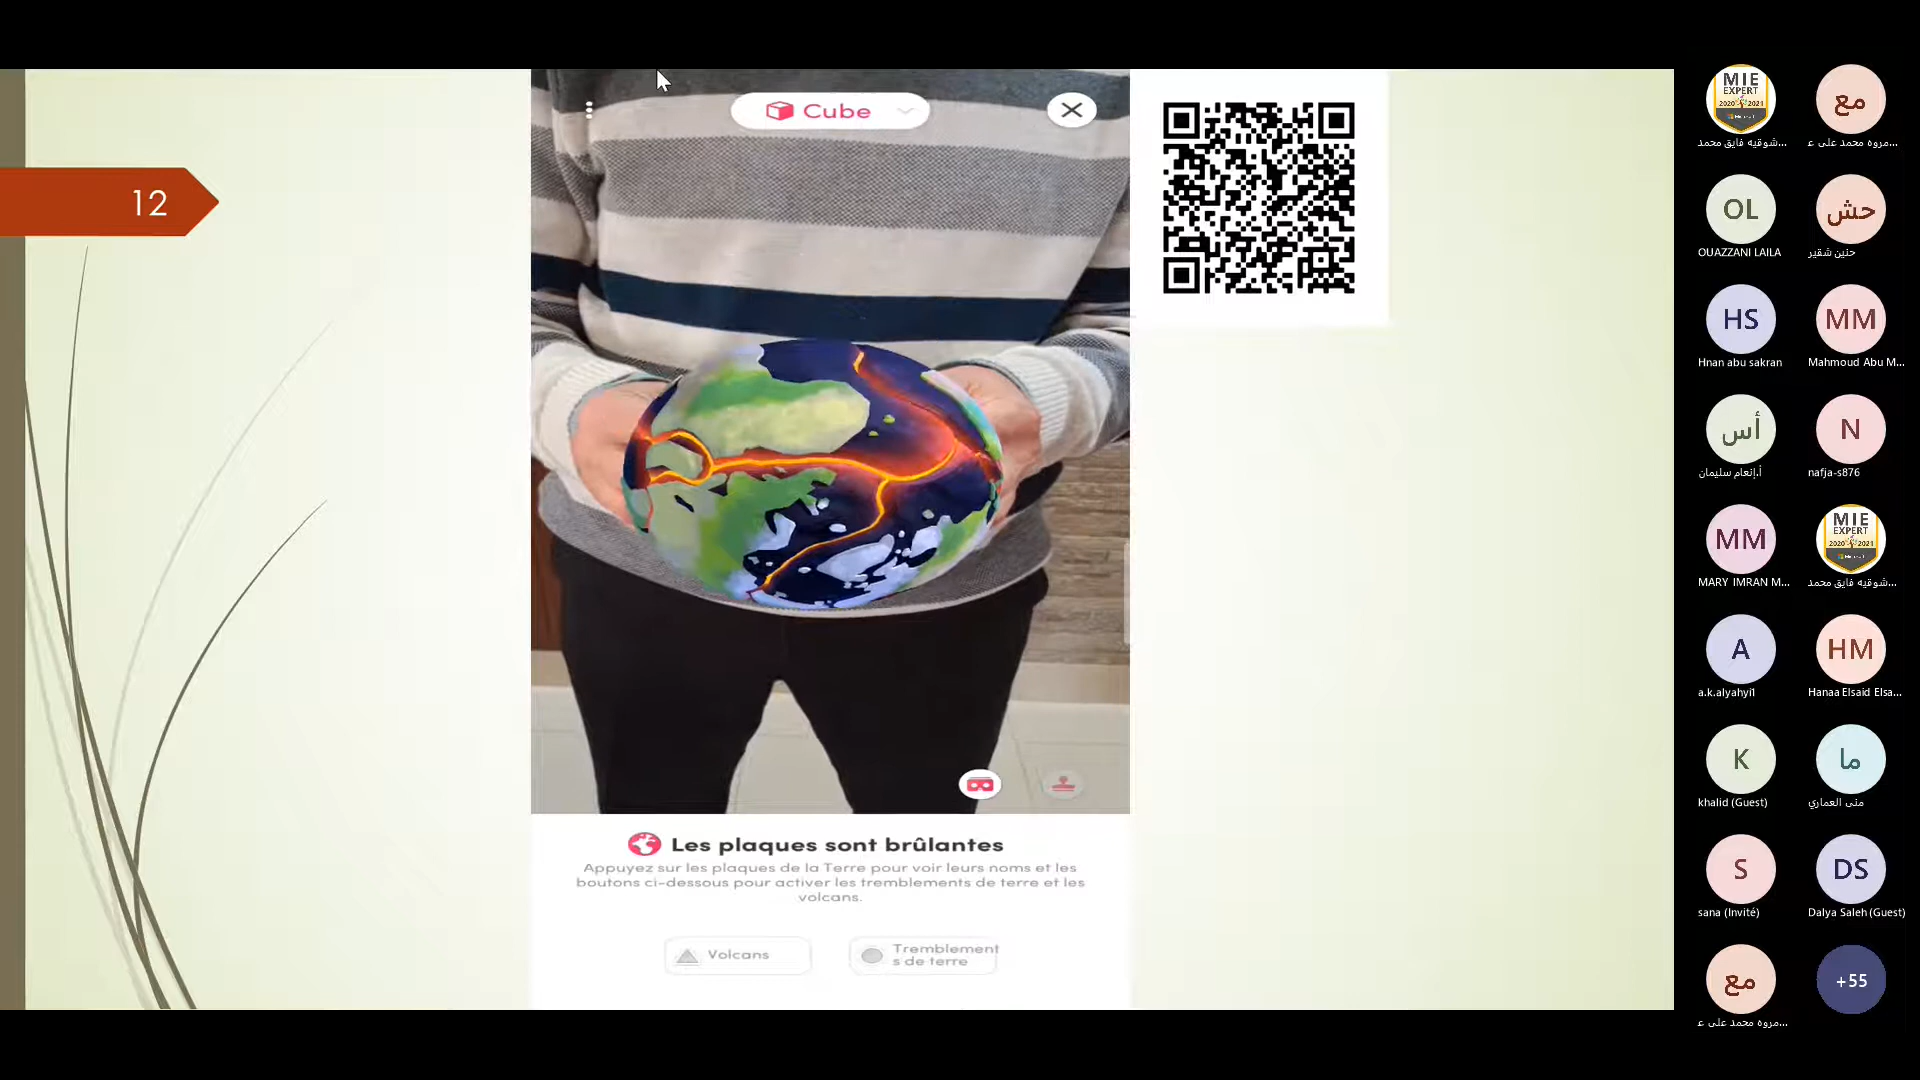 12
Cube
Les plaques sont brûlantes
Appuyez sur les plaques de la Terre pour voir leurs noms et les
boutons ci-dessous pour activer les tremblements de terre et les
volcans.
Volcans
Tremblement
s de terre
MIE
EXPERT
2020 2021
Microsoft
شوقيه فايق محمد...
مع
مروه محمد على ع...
OL
OUAZZANI LAILA
حش
حنين شقير
HS
Hnan abu sakran
MM
Mahmoud Abu M...
أس
أ.إنعام سليمان
N
nafja-s876
MM
MARY IMRAN M...
MIE
EXPERT
2020 2021
Microsoft
شوقيه فايق محمد...
A
a.k.alyahyi1
HM
Hanaa Elsaid Elsa...
K
khalid (Guest)
ما
منى العماري
S
sana (Invité)
DS
Dalya Saleh (Guest)
مع
مروه محمد على ع...
+55